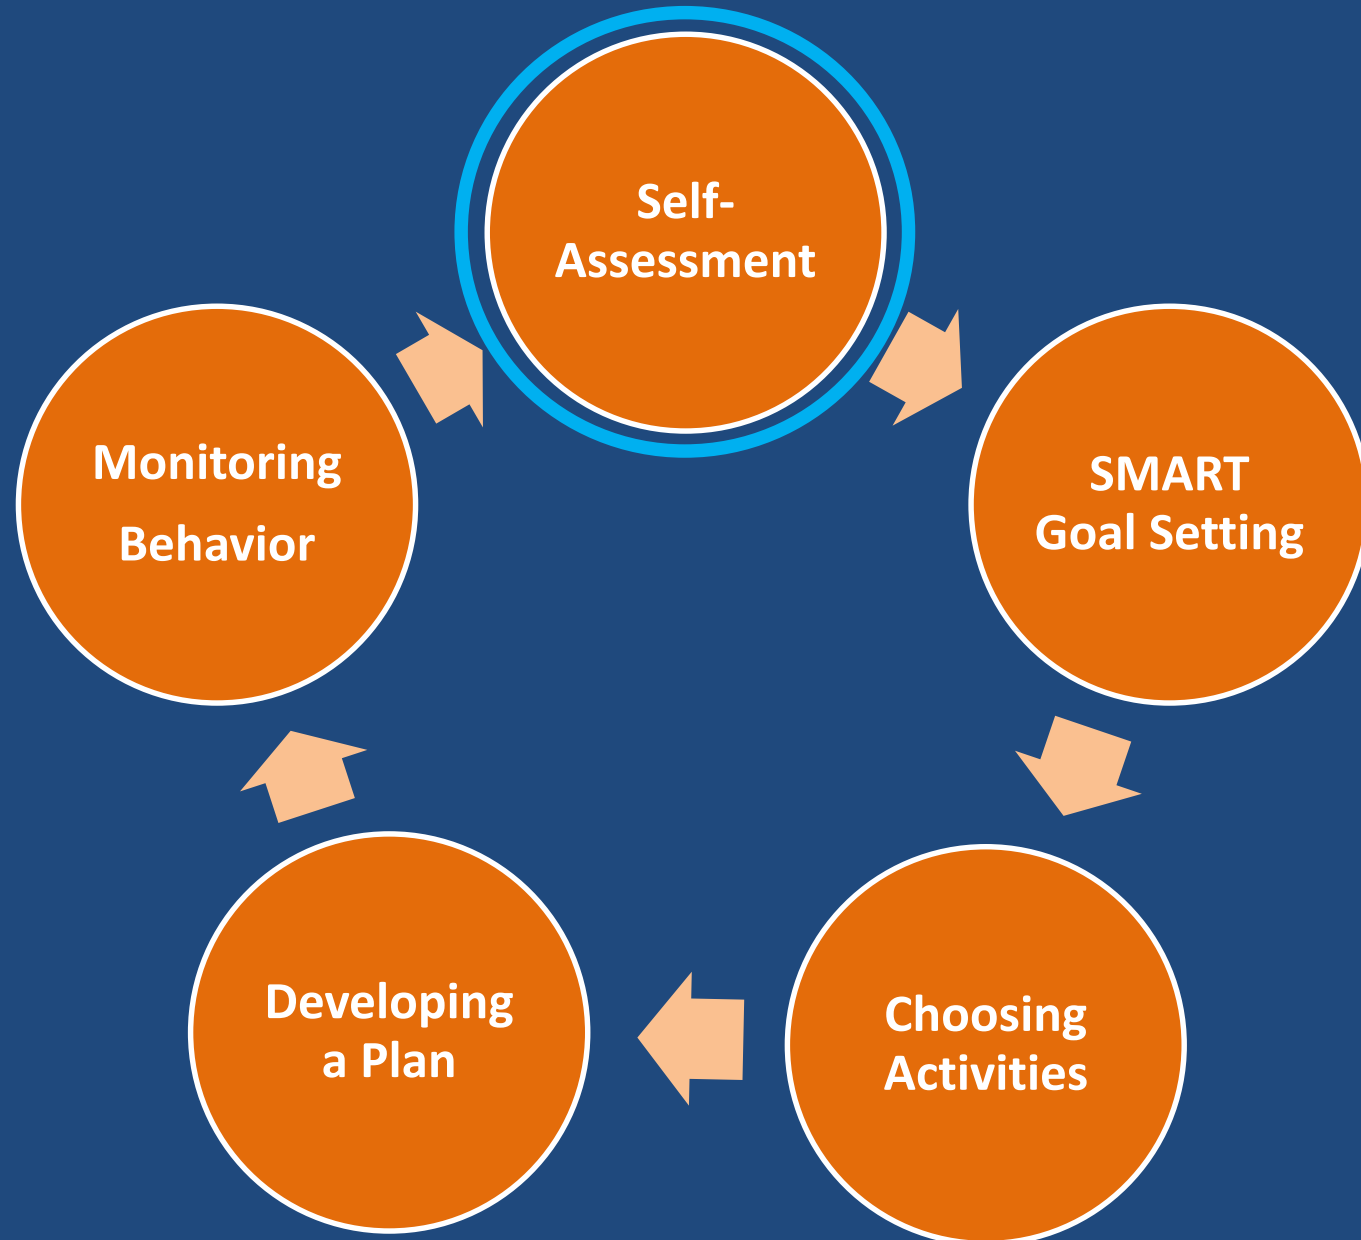 Self-
Assessment
SMART
Goal Setting
Choosing
Activities
Developing
a Plan
Monitoring
Behavior